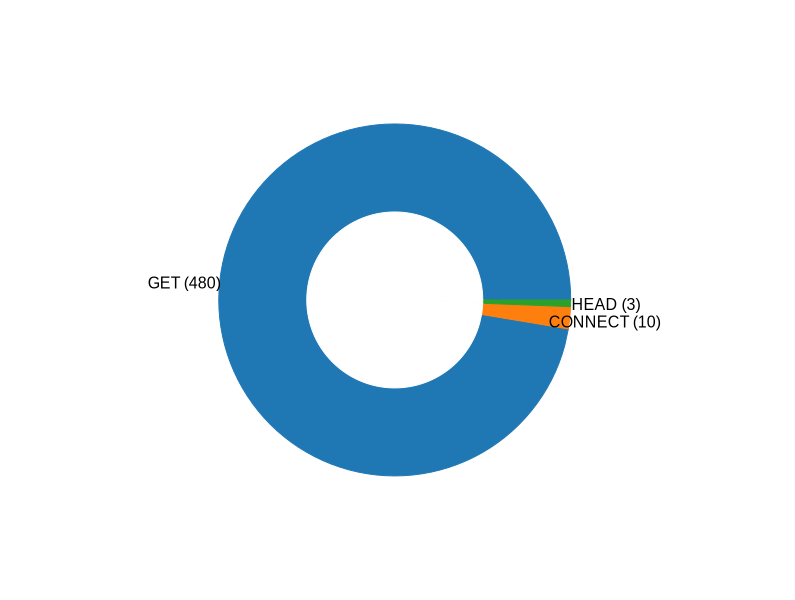 GET (480)
HEAD (3)
CONNECT (10)